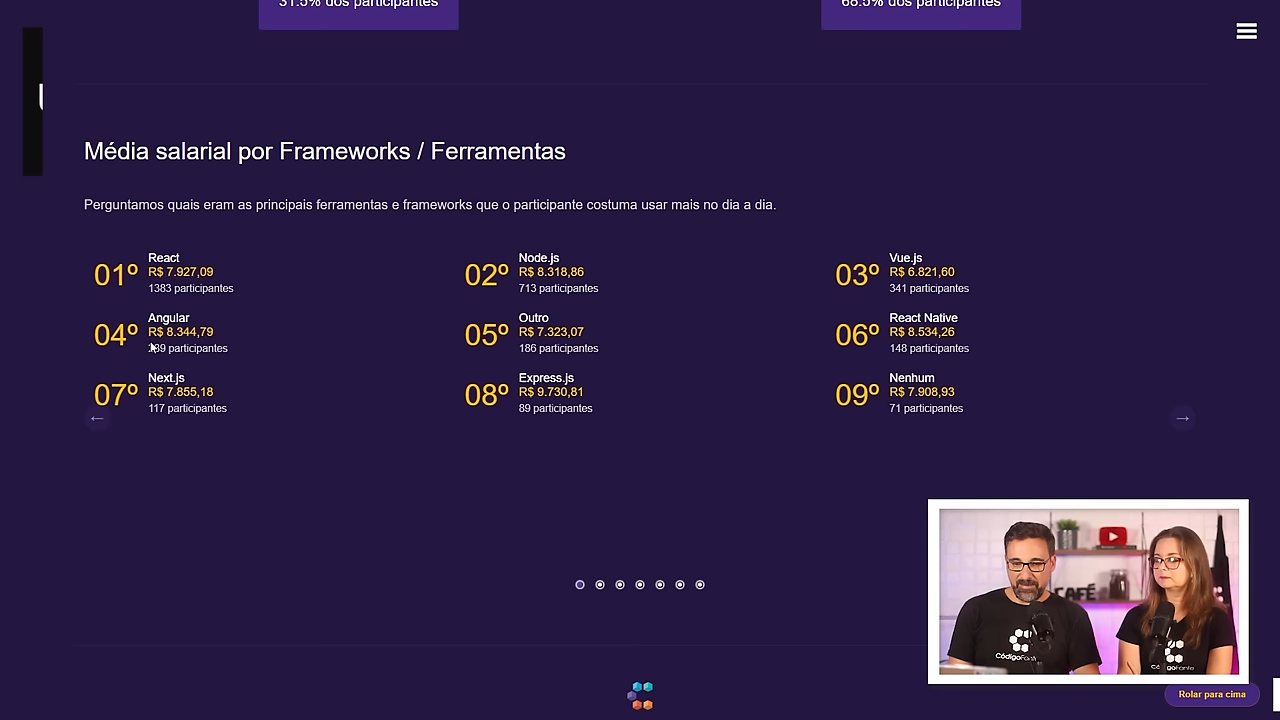 31.5% dos participantes
68.5% dos participantes
Média salarial por Frameworks / Ferramentas
Perguntamos quais eram as principais ferramentas e frameworks que o participante costuma usar mais no dia a dia.
01º
React
R$ 7.927,09
1383 participantes
02º
Node.js
R$ 8.318,86
713 participantes
03º
Vue.js
R$ 6.821,60
341 participantes
04º
Angular
R$ 8.344,79
participantes
05º
Outro
R$ 7.323,07
186 participantes
06º
React Native
R$ 8.534,26
148 participantes
07º
Next.js
R$ 7.855,18
117 participantes
08º
Express.js
R$ 9.730,81
89 participantes
09º
Nenhum
R$ 7.908,93
71 participantes
←
→
CAFÉ
CódigoFonte
Rolar para cima